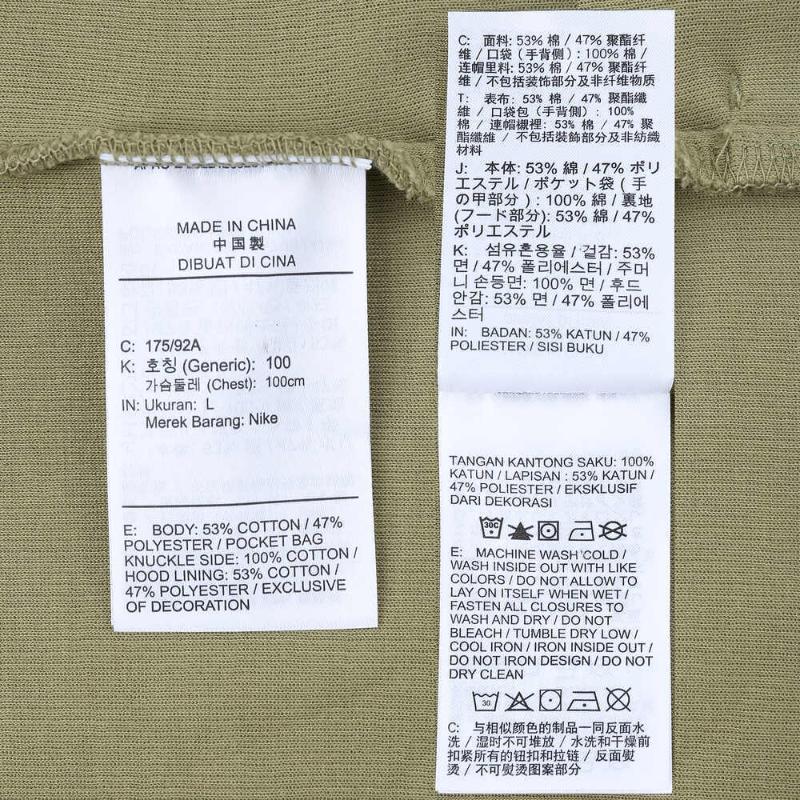 MADE IN CHINA
中国製
DIBUAT DI CINA
C: 175/92A
K: 호칭 (Generic): 100
가슴둘레 (Chest): 100cm
IN: Ukuran: L
Merek Barang: Nike
E: BODY: 53% COTTON / 47%
POLYESTER / POCKET BAG
KNUCKLE SIDE: 100% COTTON /
HOOD LINING: 53% COTTON /
47% POLYESTER / EXCLUSIVE
OF DECORATION
C: 面料: 53% 棉 / 47% 聚酯纤
维 / 口袋 (手背侧) : 100% 棉 /
连帽里料: 53% 棉 / 47% 聚酯纤
维 / 不包括装饰部分及非纤维物质
T: 表布: 53% 棉 / 47% 聚酯纖
維 / 口袋包 (手背側) : 100%
棉 / 連帽襯裡: 53% 棉 / 47% 聚
酯纖維 / 不包括裝飾部分及非紡織
材料
J: 本体: 53% 綿 / 47% ポリ
エステル / ポケット袋 ( 手
の甲部分 ) : 100% 綿 / 裏地
(フード部分): 53% 綿 / 47%
ポリエステル
K: 섬유혼용율 / 겉감: 53%
면 / 47% 폴리에스터 / 주머
니 손등면: 100% 면 / 후드
안감: 53% 면 / 47% 폴리에
스터
IN: BADAN: 53% KATUN / 47%
POLIESTER / SISI BUKU
TANGAN KANTONG SAKU: 100%
KATUN / LAPISAN : 53% KATUN /
47% POLIESTER / EKSKLUSIF
DARI DEKORASI
30C
E: MACHINE WASH COLD /
WASH INSIDE OUT WITH LIKE
COLORS / DO NOT ALLOW TO
LAY ON ITSELF WHEN WET /
FASTEN ALL CLOSURES TO
WASH AND DRY / DO NOT
BLEACH / TUMBLE DRY LOW /
COOL IRON / IRON INSIDE OUT /
DO NOT IRON DESIGN / DO NOT
DRY CLEAN
30
C: 与相似颜色的制品一同反面水
洗 / 湿时不可堆放 / 水洗和干燥前
扣紧所有的钮扣和拉链 / 反面熨
烫 / 不可熨烫图案部分